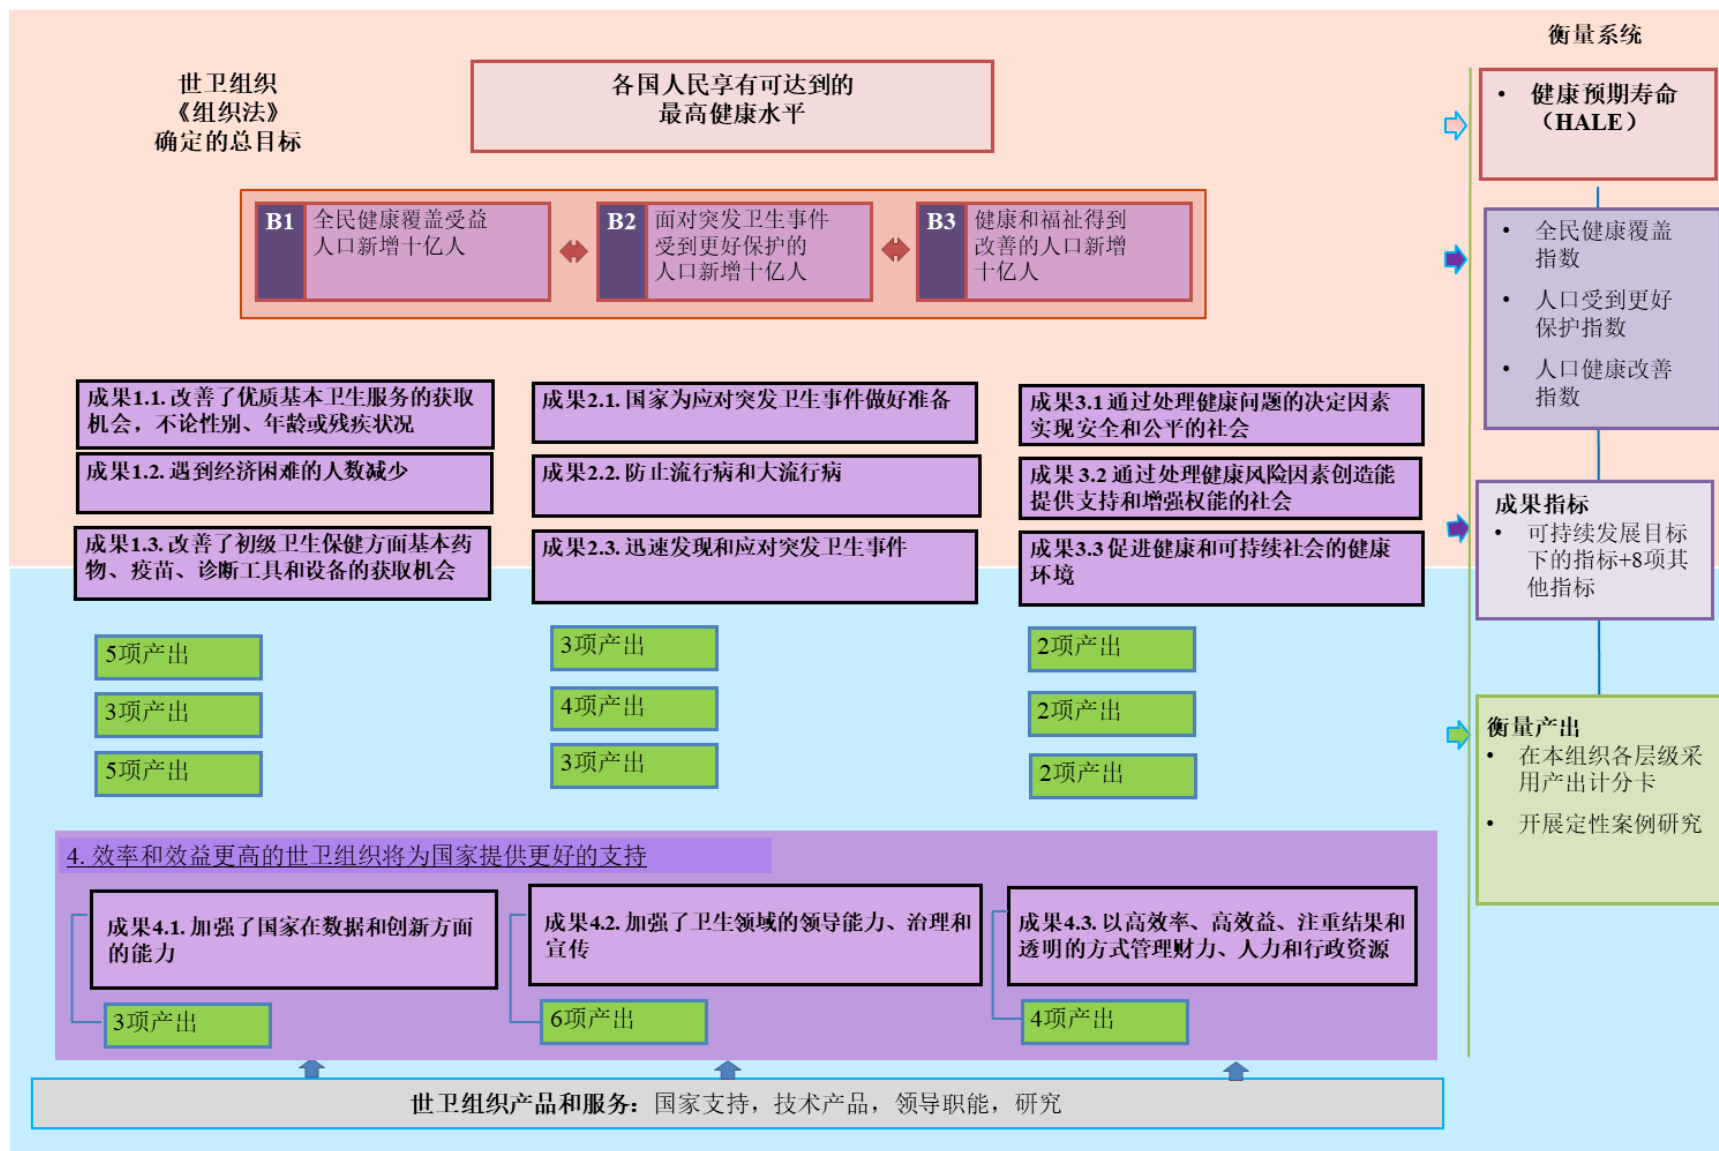 世卫组织
《组织法》
确定的总目标
各国人民享有可达到的
最高健康水平
衡量系统
• 健康预期寿命
（HALE）
B1
全民健康覆盖受益
人口新增十亿人
B2
面对突发卫生事件
受到更好保护的
人口新增十亿人
B3
健康和福祉得到
改善的人口新增
十亿人
• 全民健康覆盖
指数
• 人口受到更好
保护指数
• 人口健康改善
指数
成果1.1. 改善了优质基本卫生服务的获取
机会，不论性别、年龄或残疾状况
成果1.2. 遇到经济困难的人数减少
成果1.3. 改善了初级卫生保健方面基本药
物、疫苗、诊断工具和设备的获取机会
成果2.1. 国家为应对突发卫生事件做好准备
成果2.2. 防止流行病和大流行病
成果2.3. 迅速发现和应对突发卫生事件
成果3.1 通过处理健康问题的决定因素
实现安全和公平的社会
成果 3.2 通过处理健康风险因素创造能
提供支持和增强权能的社会
成果3.3 促进健康和可持续社会的健康
环境
成果指标
• 可持续发展目标
下的指标+8项其
他指标
5项产出
3项产出
5项产出
3项产出
4项产出
3项产出
2项产出
2项产出
2项产出
衡量产出
• 在本组织各层级采
用产出计分卡
• 开展定性案例研究
4. 效率和效益更高的世卫组织将为国家提供更好的支持
成果4.1. 加强了国家在数据和创新方面
的能力
3项产出
成果4.2. 加强了卫生领域的领导能力、治理和
宣传
6项产出
成果4.3. 以高效率、高效益、注重结果和
透明的方式管理财力、人力和行政资源
4项产出
世卫组织产品和服务：国家支持，技术产品，领导职能，研究